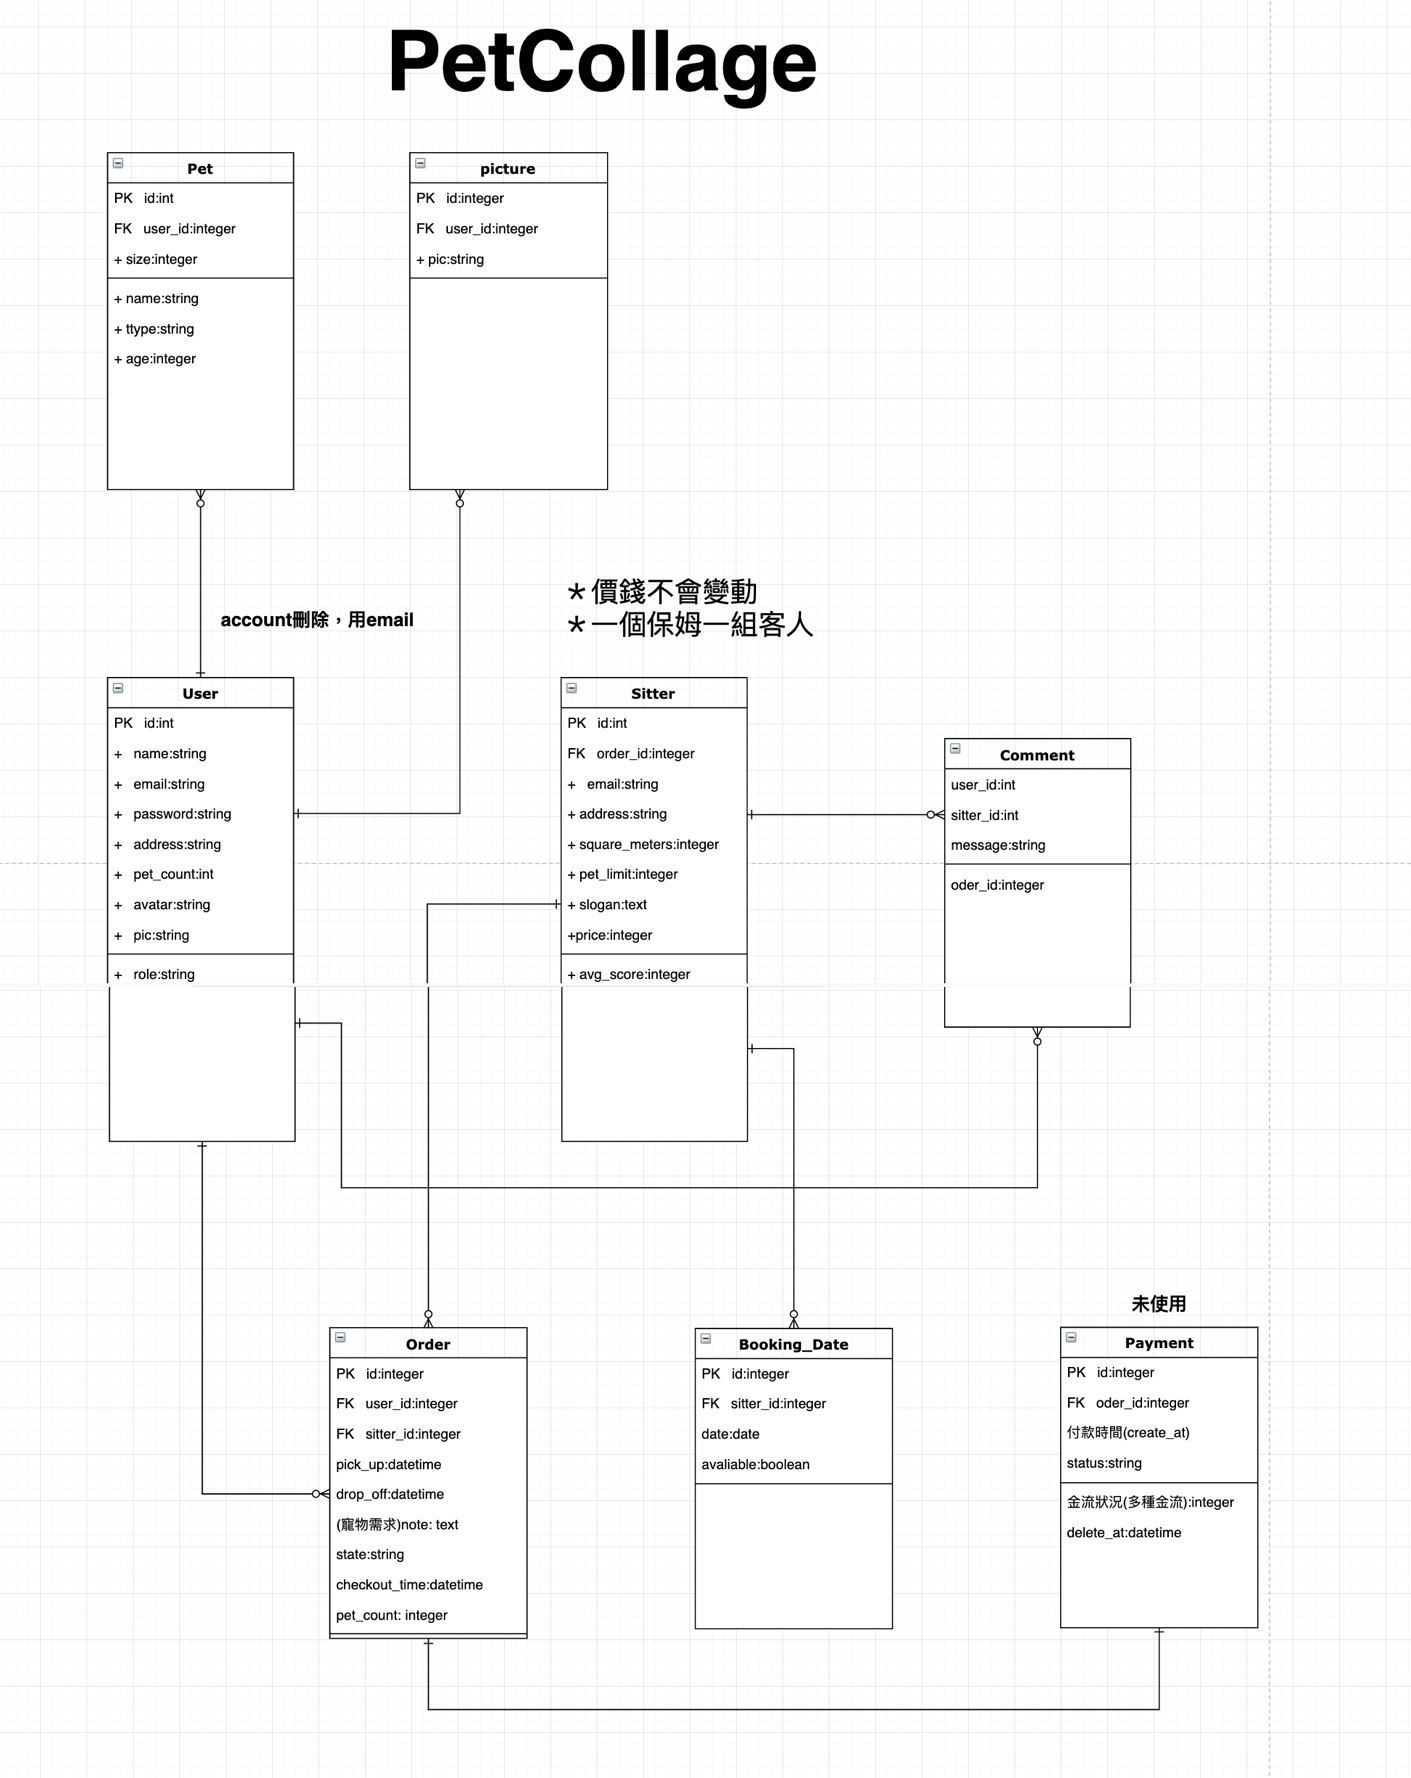 PetCollage
Pet
PK id:int
FK user_id:integer
+ size:integer
+ name:string
+ ttype:string
+ age:integer
picture
PK id:integer
FK user_id:integer
+ pic:string
account刪除，用email
＊價錢不會變動
＊一個保姆一組客人
User
PK id:int
+ name:string
+ email:string
+ password:string
+ address:string
+ pet_count:int
+ avatar:string
+ pic:string
+ role:string
Sitter
PK id:int
FK order_id:integer
+ email:string
+ address:string
+ square_meters:integer
+ pet_limit:integer
+ slogan:text
+price:integer
+ avg_score:integer
Comment
user_id:int
sitter_id:int
message:string
oder_id:integer
Order
PK id:integer
FK user_id:integer
FK sitter_id:integer
pick_up:datetime
drop_off:datetime
(寵物需求)note: text
state:string
checkout_time:datetime
pet_count: integer
Booking_Date
PK id:integer
FK sitter_id:integer
date:date
avaliable:boolean
未使用
Payment
PK id:integer
FK oder_id:integer
付款時間(create_at)
status:string
金流狀況(多種金流):integer
delete_at:datetime